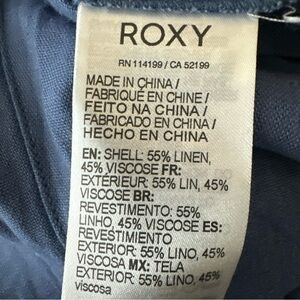 ROXY
RN 114199 / CA 52199
MADE IN CHINA /
FABRIQUÉ EN CHINE /
FEITO NA CHINA /
FABRICADO EN CHINA /
HECHO EN CHINA
EN: SHELL: 55% LINEN,
45% VISCOSE FR:
EXTÉRIEUR: 55% LIN, 45%
VISCOSE BR:
REVESTIMENTO: 55%
LINHO, 45% VISCOSE ES:
REVESTIMIENTO
EXTERIOR: 55% LINO, 45%
VISCOSA MX: TELA
EXTERIOR: 55% LINO, 45%
viscosa